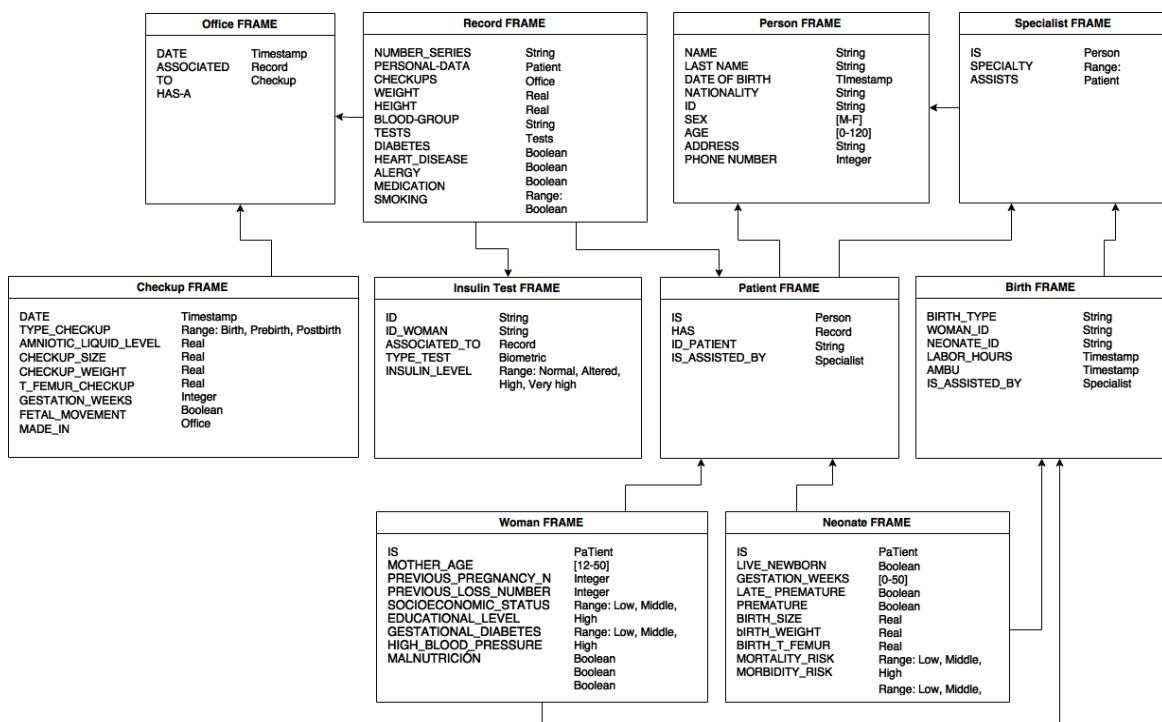 Office FRAME
DATE Timestamp
ASSOCIATED Record
TO Checkup
HAS-A
Record FRAME
NUMBER_SERIES String
PERSONAL-DATA Patient
CHECKUPS Office
WEIGHT Real
HEIGHT Real
BLOOD-GROUP String
TESTS Tests
DIABETES Boolean
HEART_DISEASE Boolean
ALERGY Boolean
MEDICATION Range:
SMOKING Boolean
Person FRAME
NAME String
LAST NAME String
DATE OF BIRTH TImestamp
NATIONALITY String
ID String
SEX [M-F]
AGE [0-120]
ADDRESS String
PHONE NUMBER Integer
Specialist FRAME
IS Person
SPECIALTY Range:
ASSISTS Patient
Checkup FRAME
DATE Timestamp
TYPE_CHECKUP Range: Birth, Prebirth, Postbirth
AMNIOTIC_LIQUID_LEVEL Real
CHECKUP_SIZE Real
CHECKUP_WEIGHT Real
T_FEMUR_CHECKUP Real
GESTATION_WEEKS Integer
FETAL_MOVEMENT Boolean
MADE_IN Office
Insulin Test FRAME
ID String
ID_WOMAN String
ASSOCIATED_TO Record
TYPE_TEST Biometric
INSULIN_LEVEL Range: Normal, Altered,
High, Very high
Patient FRAME
IS Person
HAS Record
ID_PATIENT String
IS_ASSISTED_BY Specialist
Birth FRAME
BIRTH_TYPE String
WOMAN_ID String
NEONATE_ID String
LABOR_HOURS Timestamp
AMBU Timestamp
IS_ASSISTED_BY Specialist
Woman FRAME
IS PaTient
MOTHER_AGE [12-50]
PREVIOUS_PREGNANCY_N Integer
PREVIOUS_LOSS_NUMBER Integer
SOCIOECONOMIC_STATUS Range: Low, Middle,
EDUCATIONAL_LEVEL High
GESTATIONAL_DIABETES Range: Low, Middle,
HIGH_BLOOD_PRESSURE High
MALNUTRICIÓN Boolean
Boolean
Boolean
Neonate FRAME
IS PaTient
LIVE_NEWBORN Boolean
GESTATION_WEEKS [0-50]
LATE_ PREMATURE Boolean
PREMATURE Boolean
BIRTH_SIZE Real
bIRTH_WEIGHT Real
BIRTH_T_FEMUR Real
MORTALITY_RISK Range: Low, Middle,
MORBIDITY_RISK High
Range: Low, Middle,